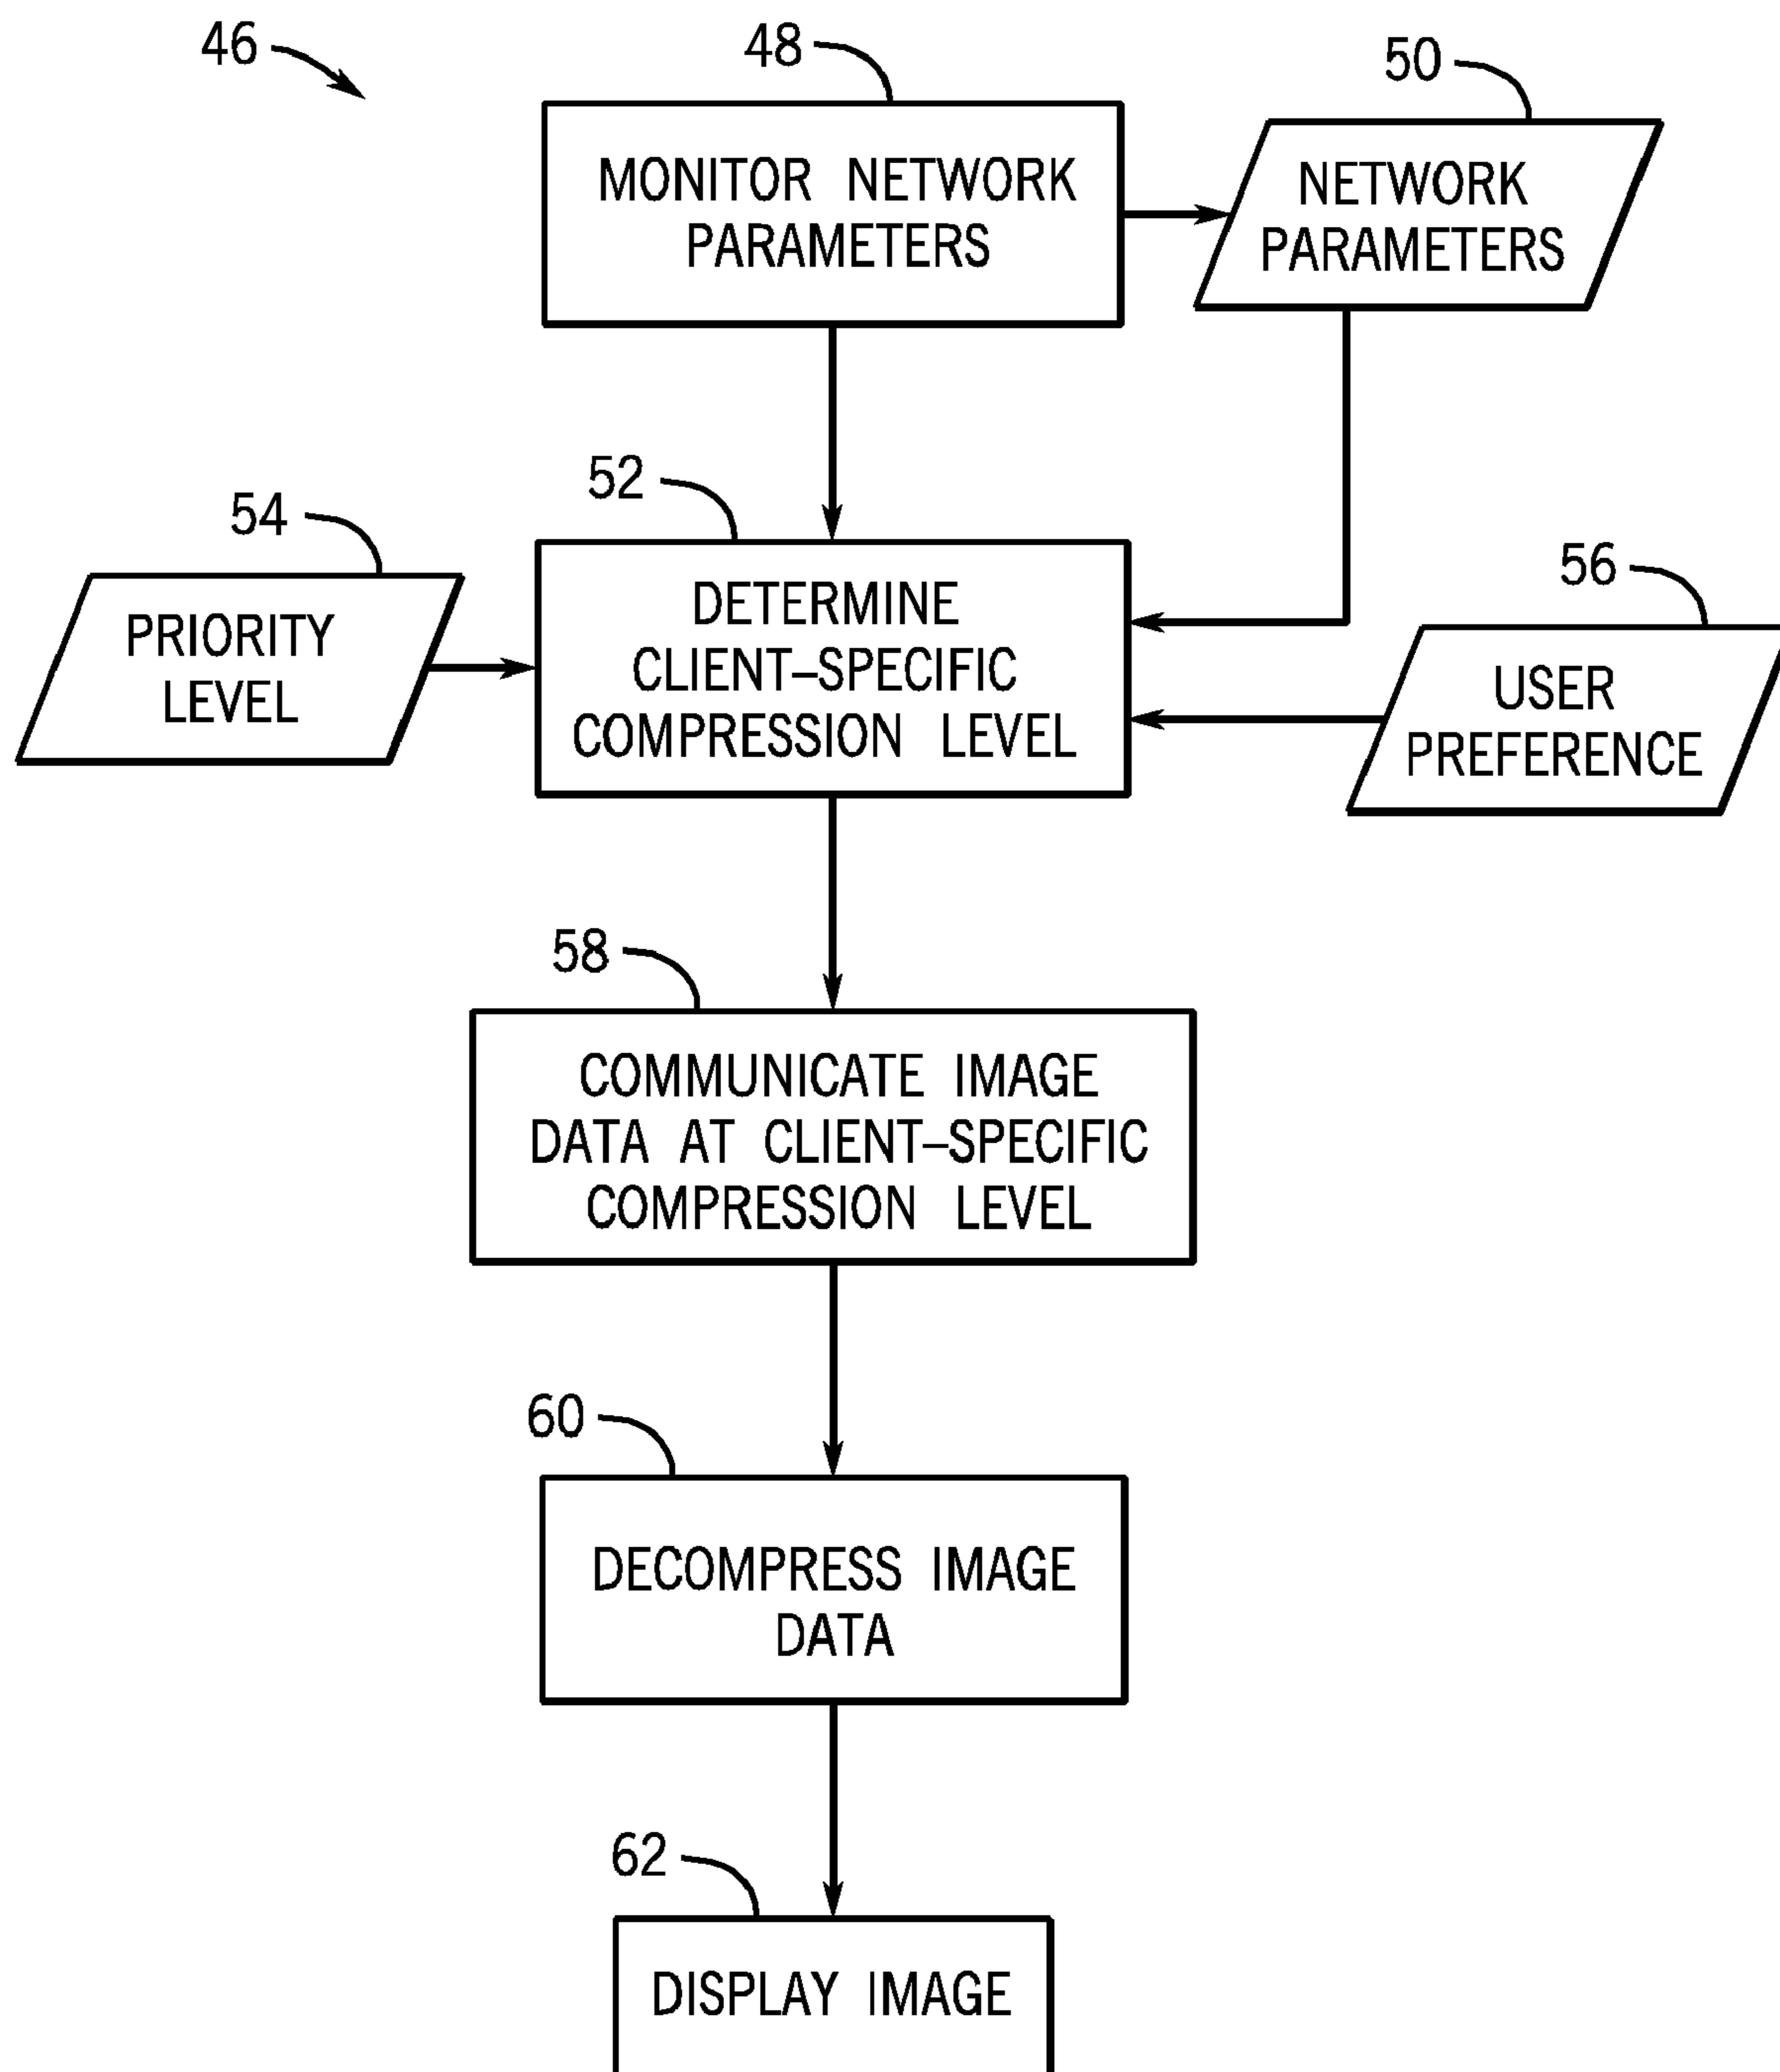 46
48
50
MONITOR NETWORK
PARAMETERS
NETWORK
PARAMETERS
52
54
56
PRIORITY
LEVEL
DETERMINE
CLIENT–SPECIFIC
COMPRESSION LEVEL
USER
PREFERENCE
58
COMMUNICATE IMAGE
DATA AT CLIENT–SPECIFIC
COMPRESSION LEVEL
60
DECOMPRESS IMAGE
DATA
62
DISPLAY IMAGE